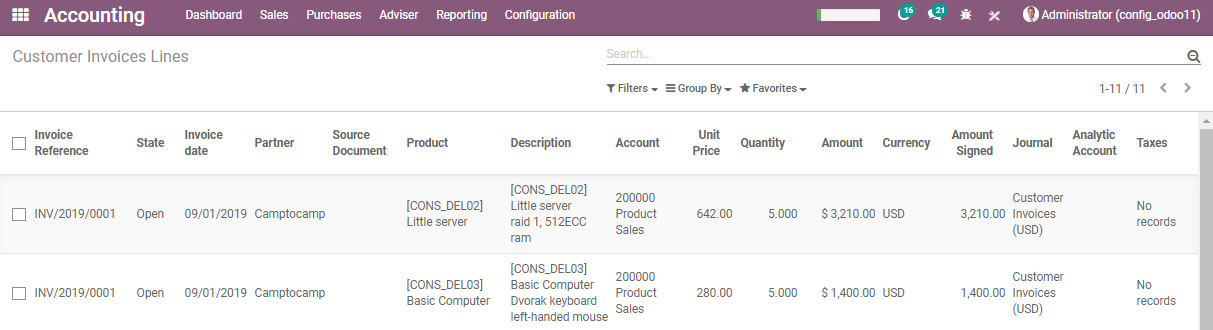 Accounting Dashboard Sales Purchases Adviser Reporting Configuration 16 21 Administrator (config_odoo11)
Customer Invoices Lines
Search...
Filters Group By Favorites 1-11 / 11
Invoice Reference State Invoice date Partner Source Document Product Description Account Unit Price Quantity Amount Currency Amount Signed Journal Analytic Account Taxes
INV/2019/0001 Open 09/01/2019 Camptocamp [CONS_DEL02] Little server [CONS_DEL02] Little server raid 1, 512ECC ram 200000 Product Sales 642.00 5.000 $ 3,210.00 USD 3,210.00 Customer Invoices (USD) No records
INV/2019/0001 Open 09/01/2019 Camptocamp [CONS_DEL03] Basic Computer [CONS_DEL03] Basic Computer Dvorak keyboard left-handed mouse 200000 Product Sales 280.00 5.000 $ 1,400.00 USD 1,400.00 Customer Invoices (USD) No records